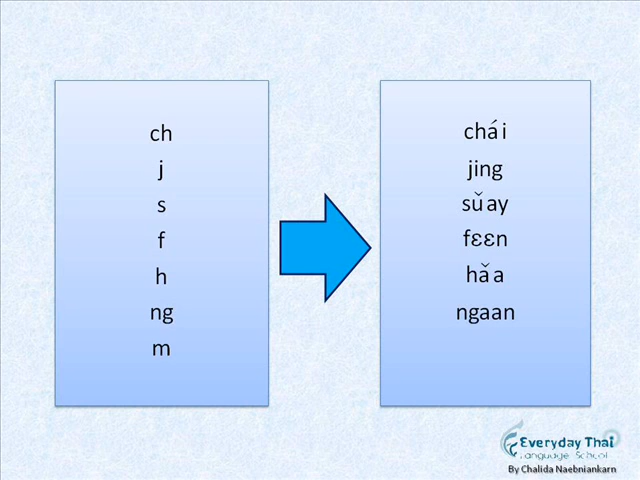 ch
j
s
f
h
ng
m
chái
jing
sǔay
fɛɛn
hǎa
ngaan
Everyday Thai
Language School
By Chalida Naebniankarn